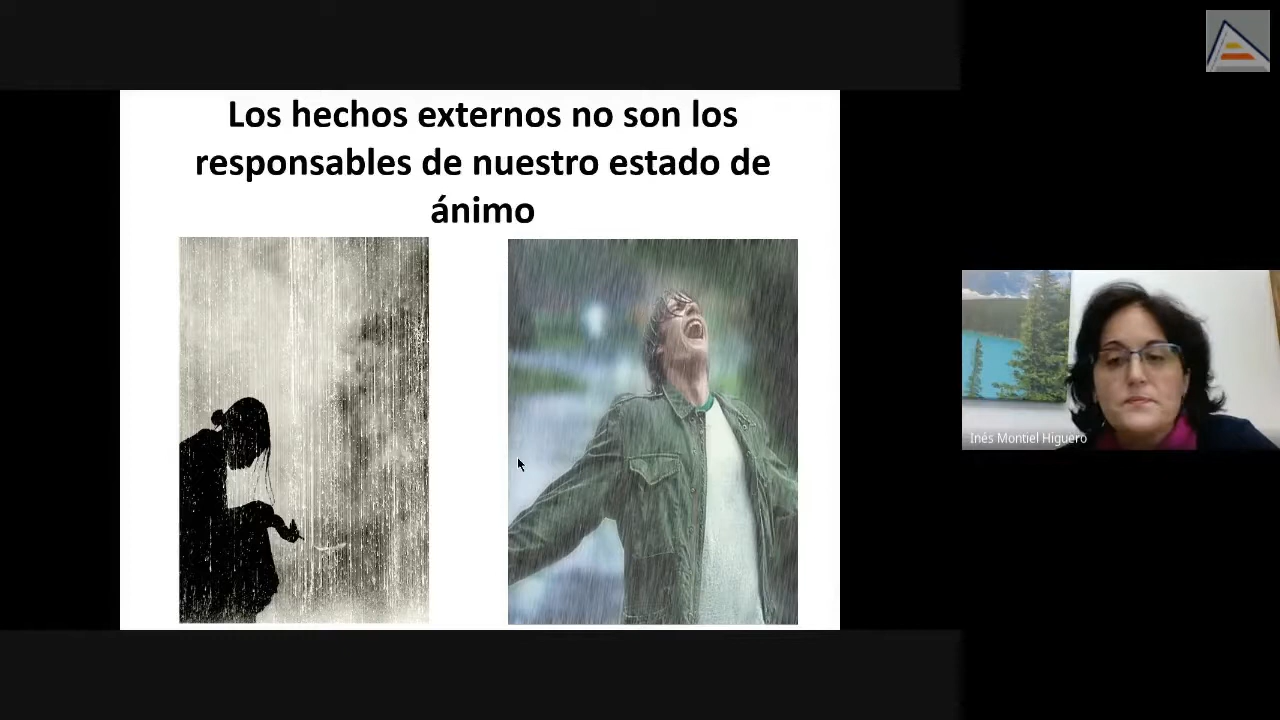 Los hechos externos no son los
responsables de nuestro estado de
ánimo
Inés Montiel Higuero